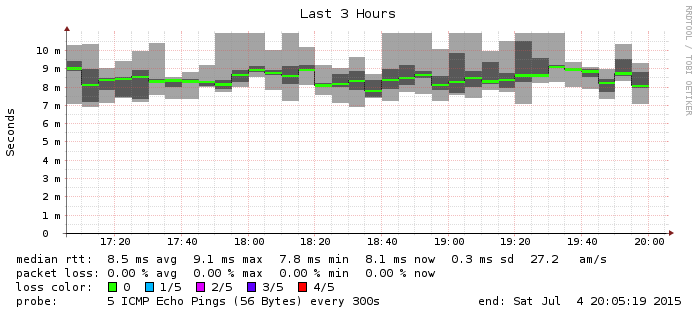 Last 3 Hours
RRDTOOL / TOBI OETIKER
Seconds
10 m
9 m
8 m
7 m
6 m
5 m
4 m
3 m
2 m
1 m
0
17:20 17:40 18:00 18:20 18:40 19:00 19:20 19:40 20:00
median rtt: 8.5 ms avg 9.1 ms max 7.8 ms min 8.1 ms now 0.3 ms sd 27.2 am/s
packet loss: 0.00 % avg 0.00 % max 0.00 % min 0.00 % now
loss color: 0 1/5 2/5 3/5 4/5
probe: 5 ICMP Echo Pings (56 Bytes) every 300s end: Sat Jul 4 20:05:19 2015